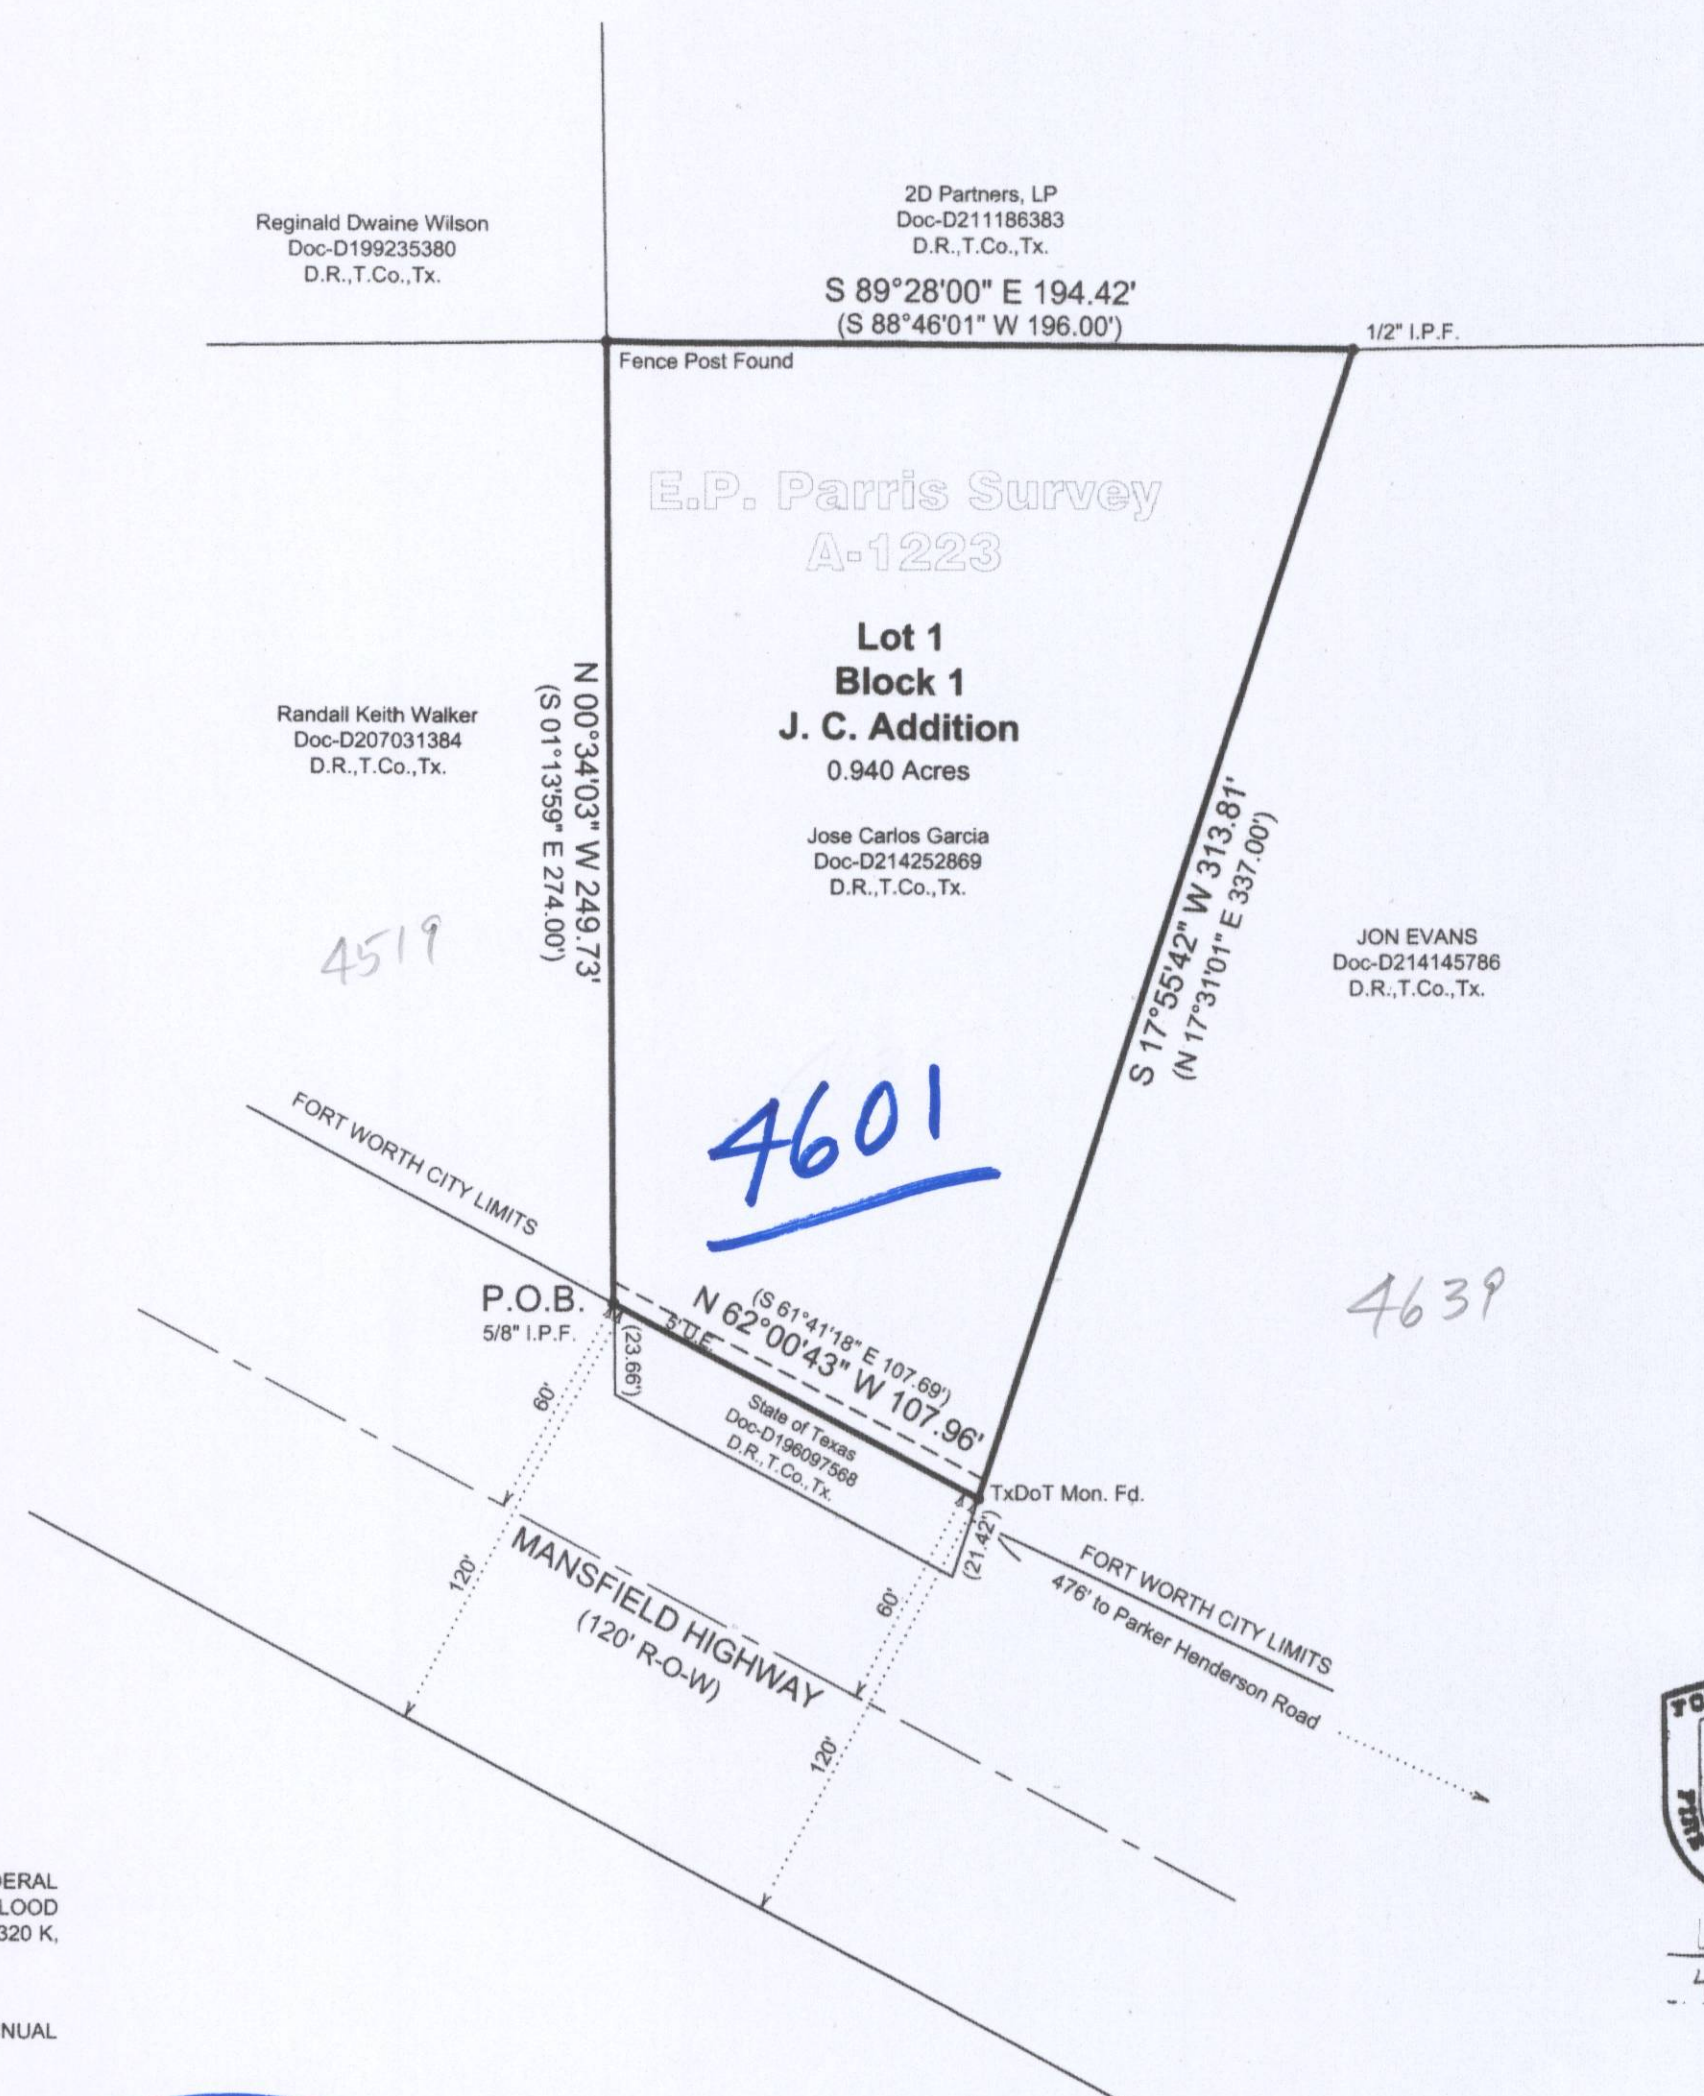 Reginald Dwaine Wilson
Doc-D199235380
D.R.,T.Co.,Tx.
2D Partners, LP
Doc-D211186383
D.R.,T.Co.,Tx.
S 89°28'00" E 194.42'
(S 88°46'01" W 196.00')
1/2" I.P.F.
Fence Post Found
E.P. Parris Survey
A-1223
Lot 1
Block 1
J. C. Addition
0.940 Acres
Jose Carlos Garcia
Doc-D214252869
D.R.,T.Co.,Tx.
N 00°34'03" W 249.73'
(S 01°13'59" E 274.00')
Randall Keith Walker
Doc-D207031384
D.R.,T.Co.,Tx.
4519
S 17°55'42" W 313.81'
(N 17°31'01" E 337.00')
JON EVANS
Doc-D214145786
D.R.,T.Co.,Tx.
4601
4639
FORT WORTH CITY LIMITS
P.O.B.
5/8" I.P.F.
(S 61°41'18" E 107.69')
N 62°00'43" W 107.96'
5' U.E.
(23.66')
State of Texas
Doc-D196097568
D.R.,T.Co.,Tx.
TxDoT Mon. Fd.
(21.42')
60'
120'
60'
120'
MANSFIELD HIGHWAY
(120' R-O-W)
FORT WORTH CITY LIMITS
476' to Parker Henderson Road
DERAL
LOOD
320 K,
NUAL
TO